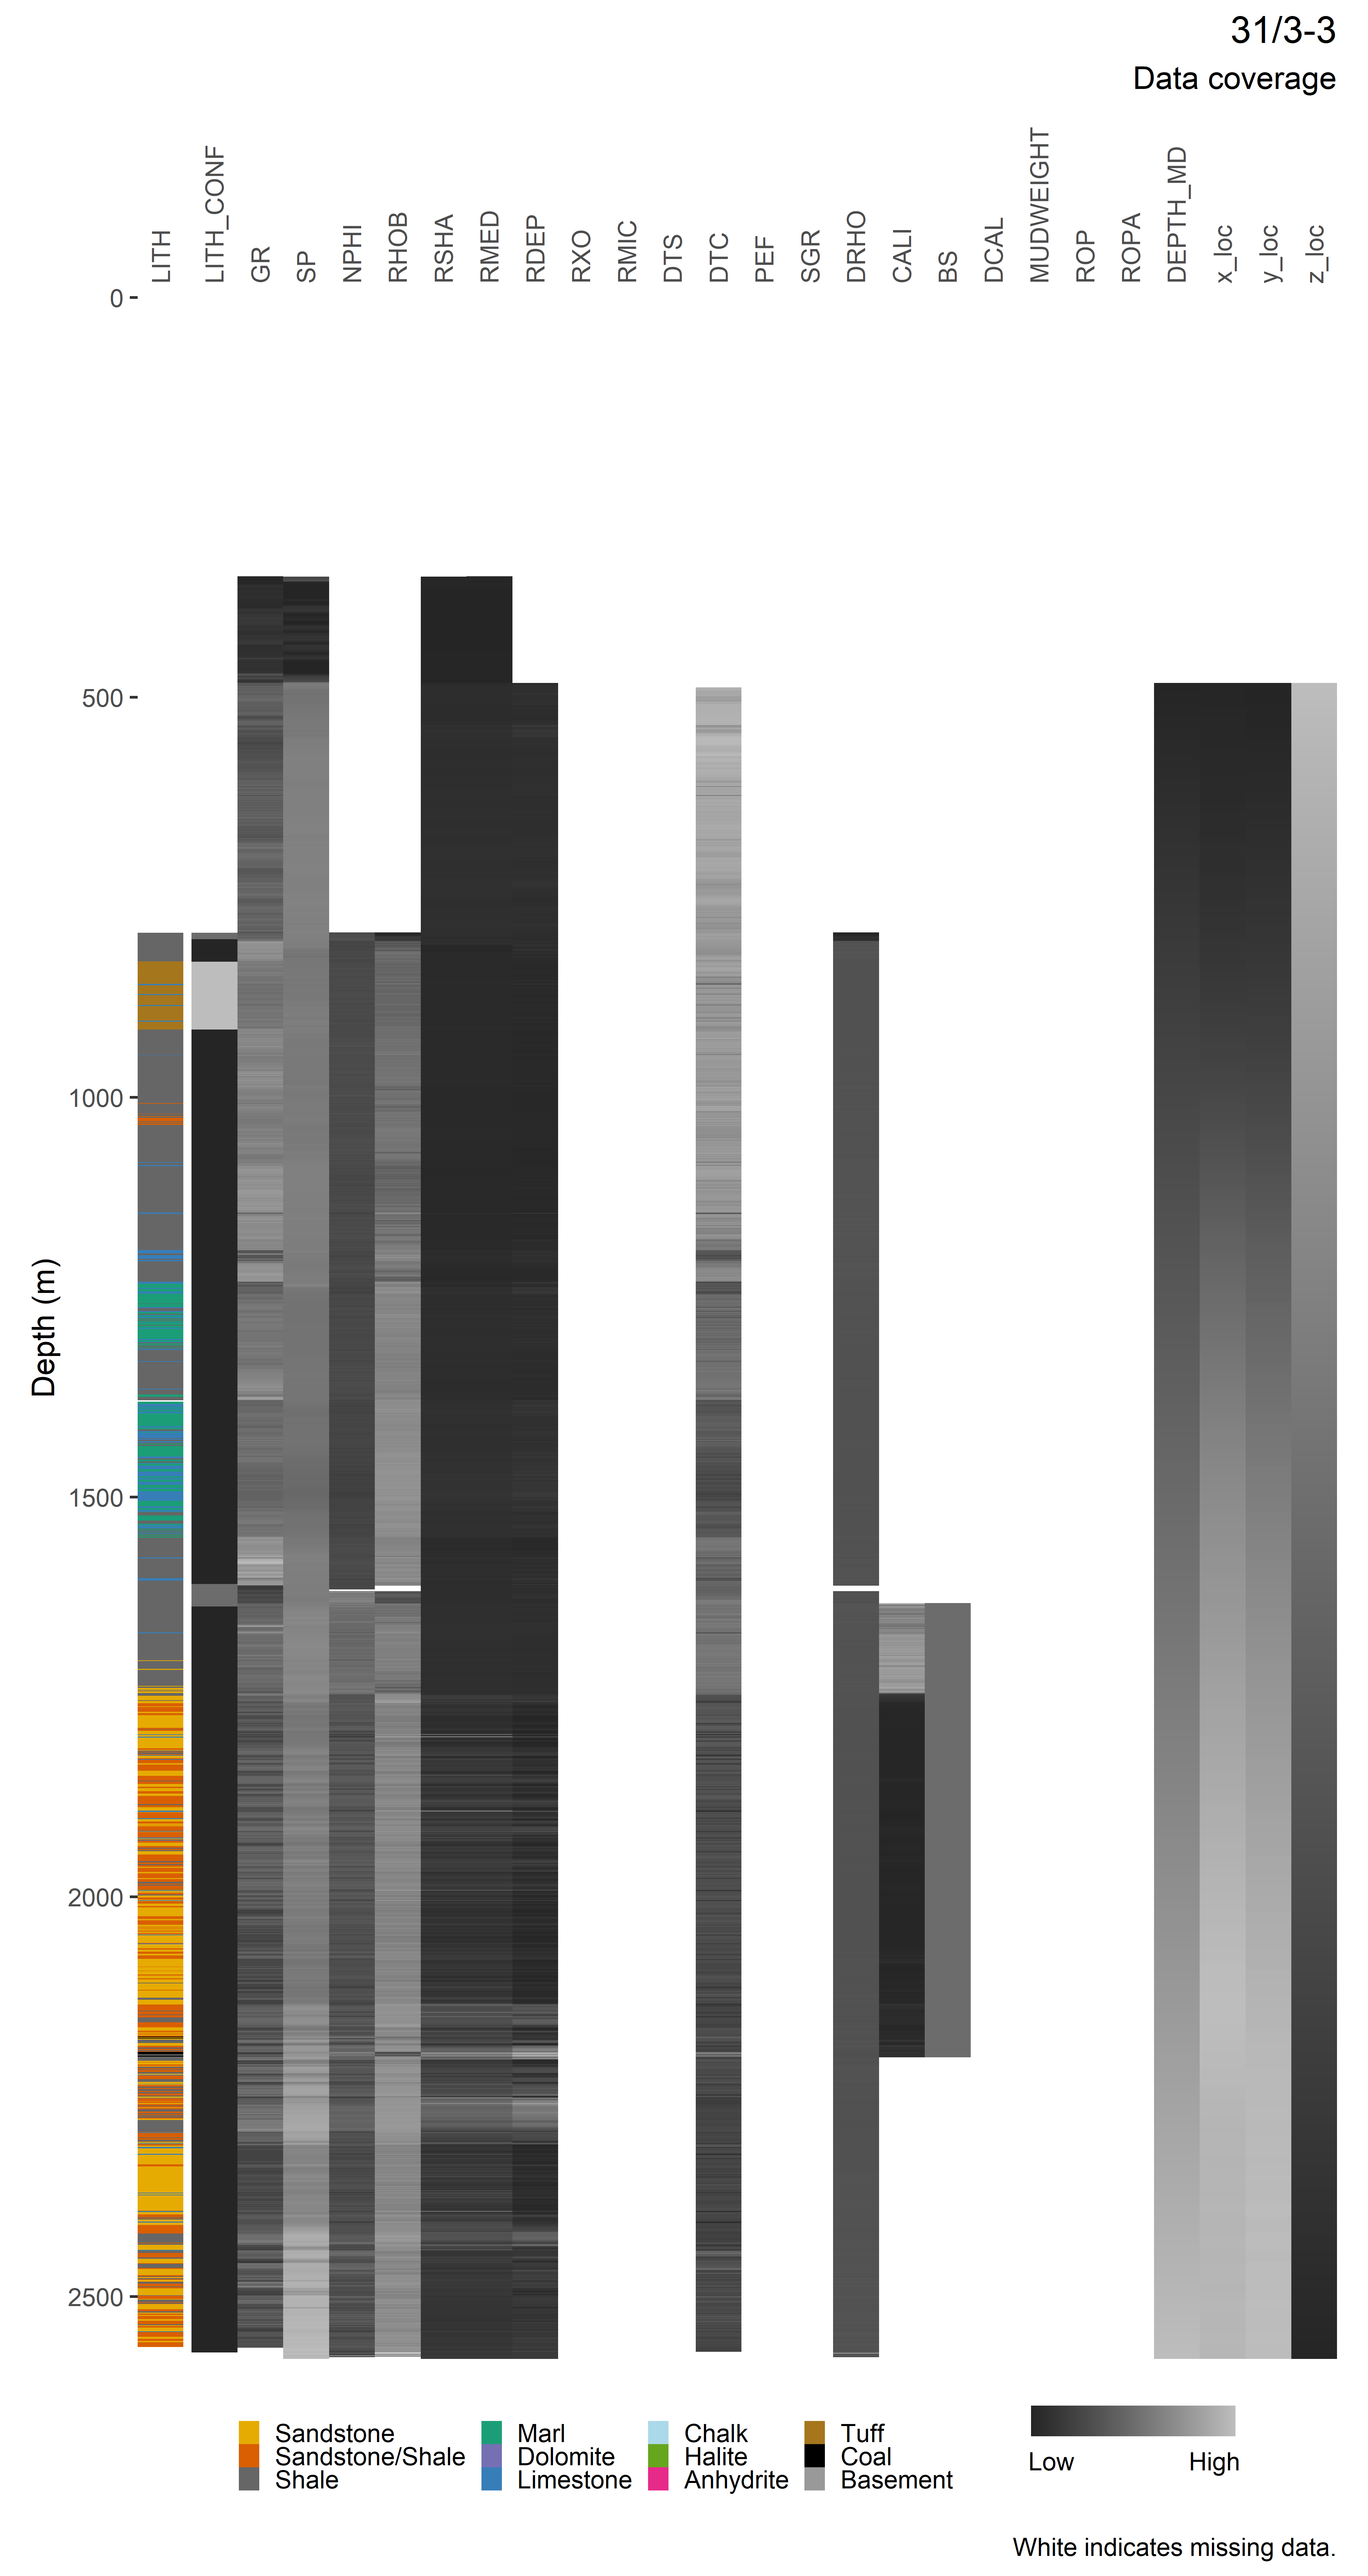 31/3-3
Data coverage
LITH
LITH_CONF
GR
SP
NPHI
RHOB
RSHA
RMED
RDEP
RXO
RMIC
DTS
DTC
PEF
SGR
DRHO
CALI
BS
DCAL
MUDWEIGHT
ROP
ROPA
DEPTH_MD
x_loc
y_loc
z_loc
0
500
1000
1500
2000
2500
Depth (m)
Sandstone
Sandstone/Shale
Shale
Marl
Dolomite
Limestone
Chalk
Halite
Anhydrite
Tuff
Coal
Basement
Low High
White indicates missing data.